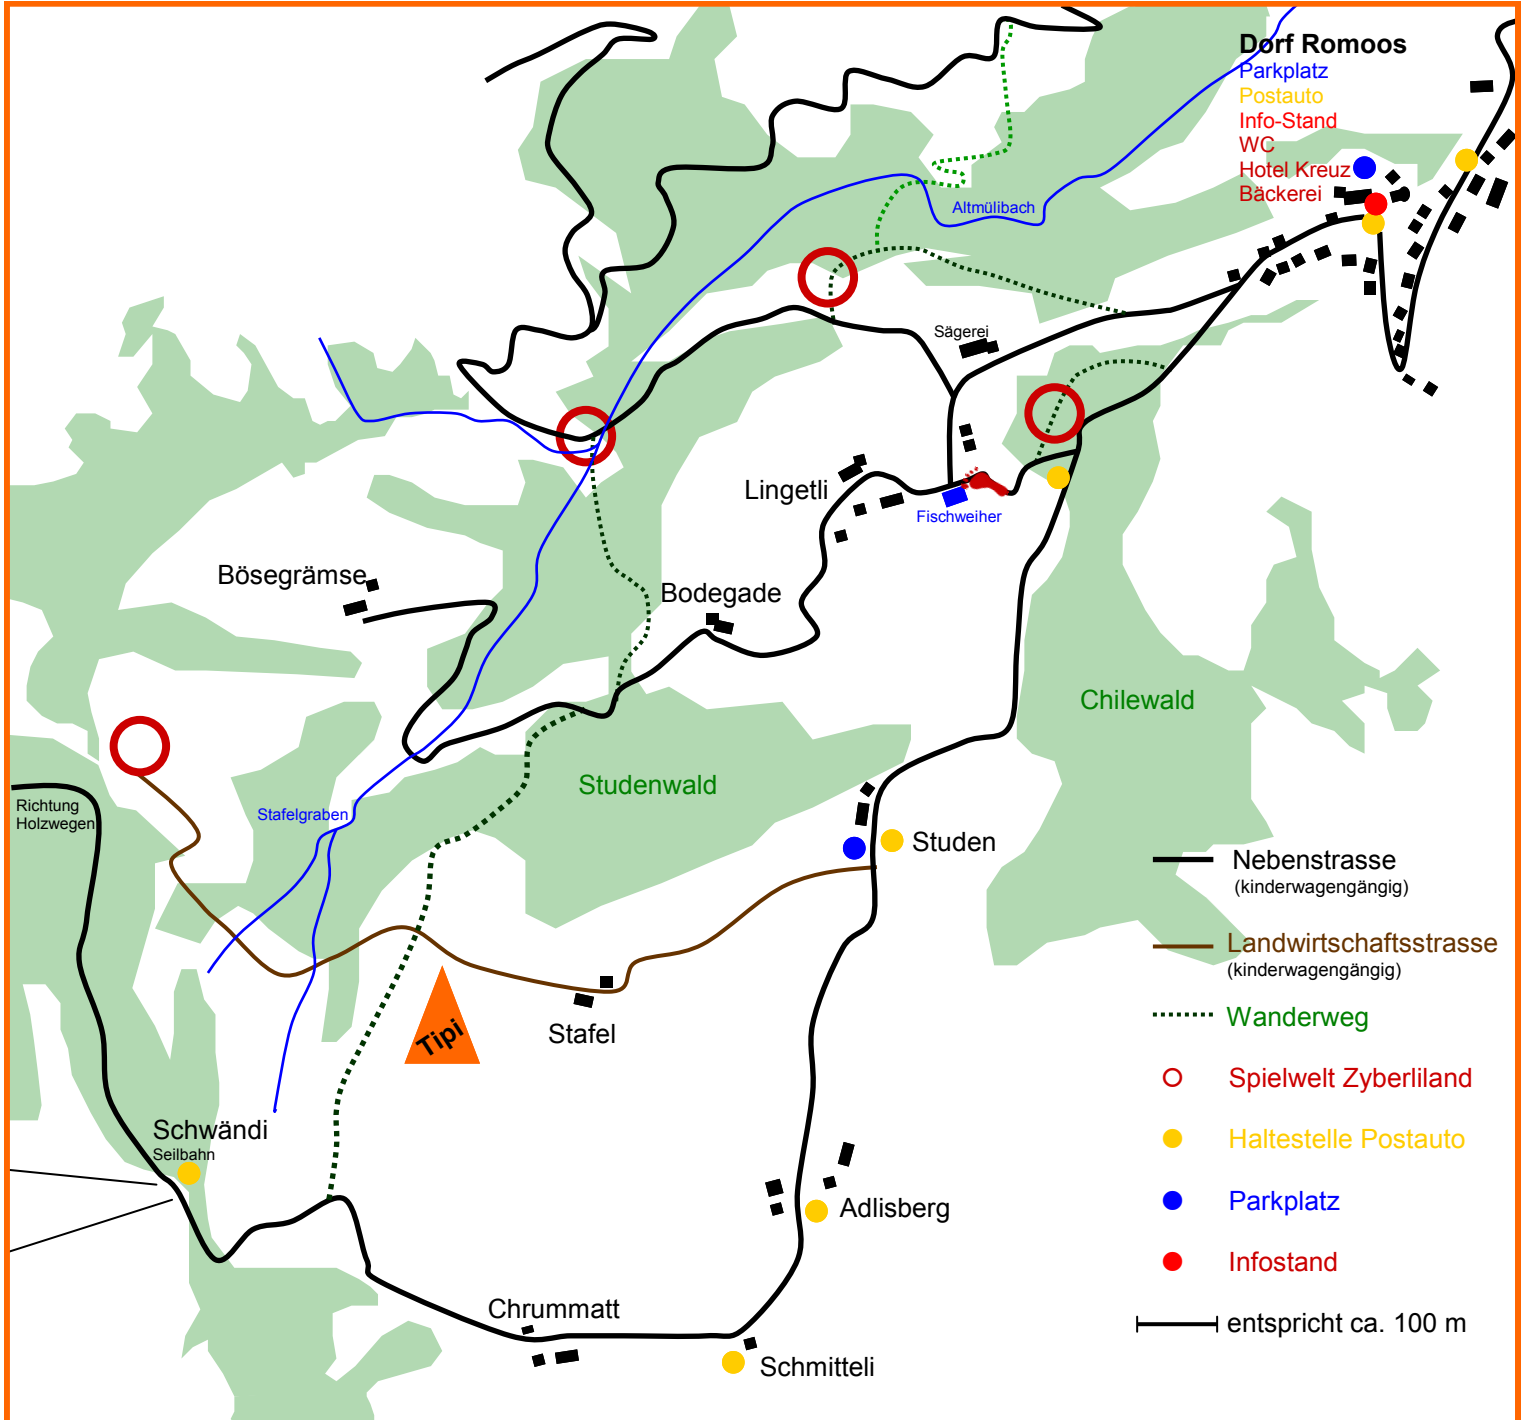 Dorf Romoos
Parkplatz
Postauto
Info-Stand
WC
Hotel Kreuz
Bäckerei
Altmülibach
Sägerei
Lingetli
Fischweiher
Bösegrämse
Bodegade
Chilewald
Studenwald
Richtung
Holzwegen
Stafelgraben
Studen
Tipi
Stafel
Schwändi
Seilbahn
Adlisberg
Chrummatt
Schmitteli
Nebenstrasse
(kinderwagengängig)
Landwirtschaftsstrasse
(kinderwagengängig)
Wanderweg
Spielwelt Zyberliland
Haltestelle Postauto
Parkplatz
Infostand
entspricht ca. 100 m